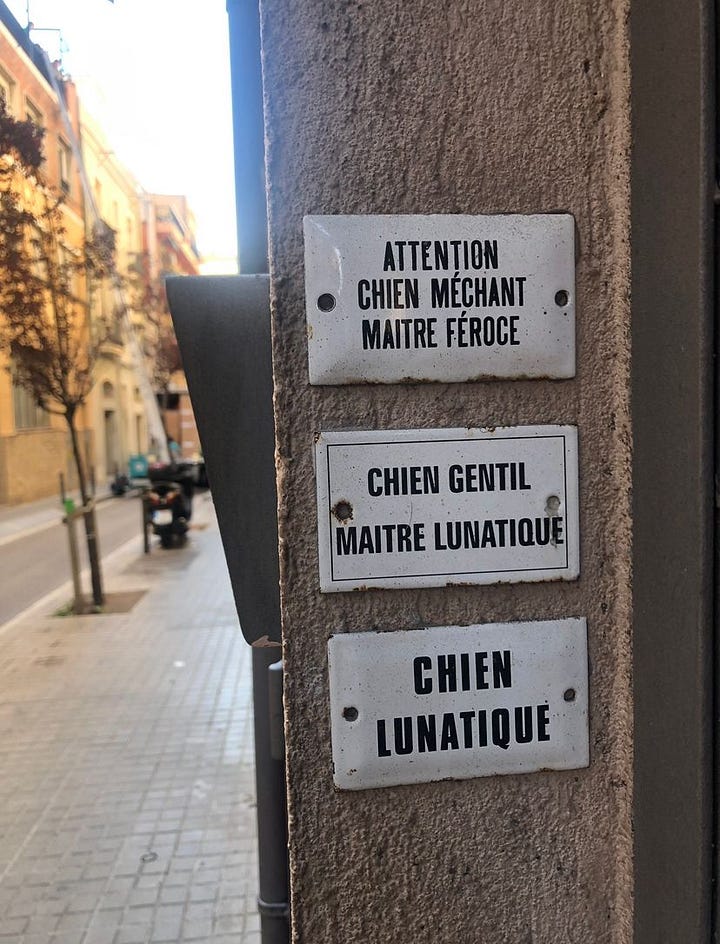 ATTENTION
CHIEN MÉCHANT
MAITRE FÉROCE
CHIEN GENTIL
MAITRE LUNATIQUE
CHIEN
LUNATIQUE